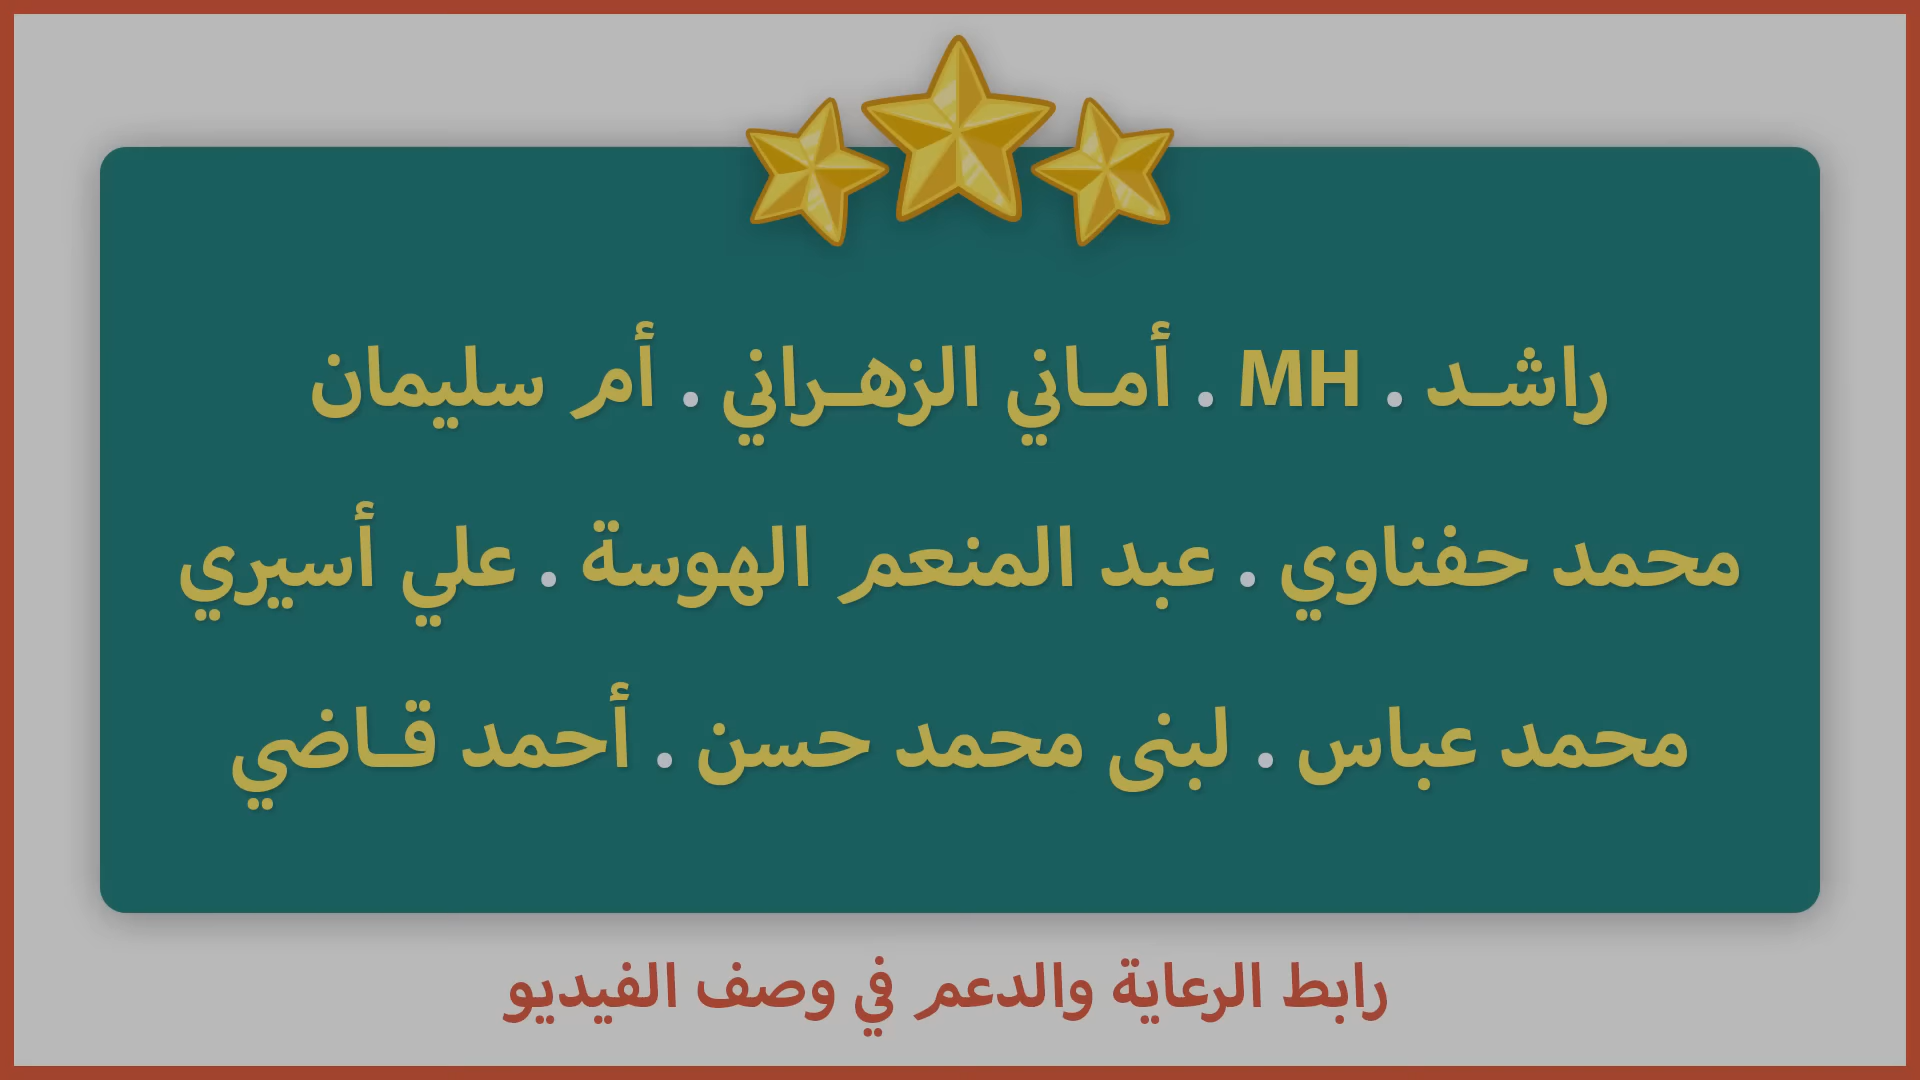 راشـد . MH . أمـاني الزهـراني . أم سليمان
محمد حفناوي . عبد المنعم الهوسة . علي أسيري
محمد عباس . لبنى محمد حسن . أحمد قـاضي
رابط الرعاية والدعم في وصف الفيديو